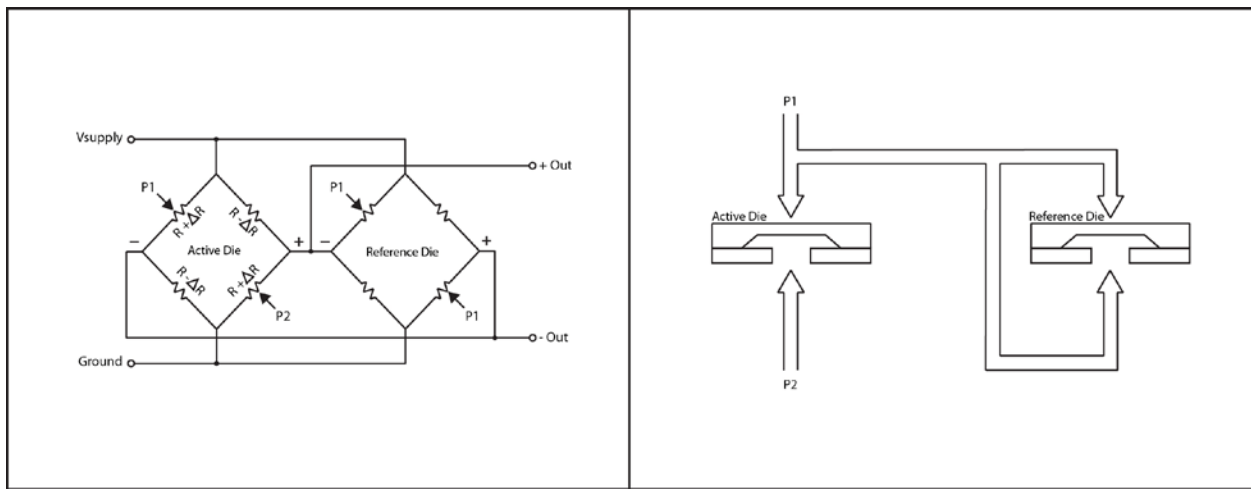 Vsupply
+ Out
P1
P1
R + ΔR
R - ΔR
−
Active Die
+
−
Reference Die
+
R - ΔR
R + ΔR
P2
P1
- Out
Ground
P1
Active Die
Reference Die
P2